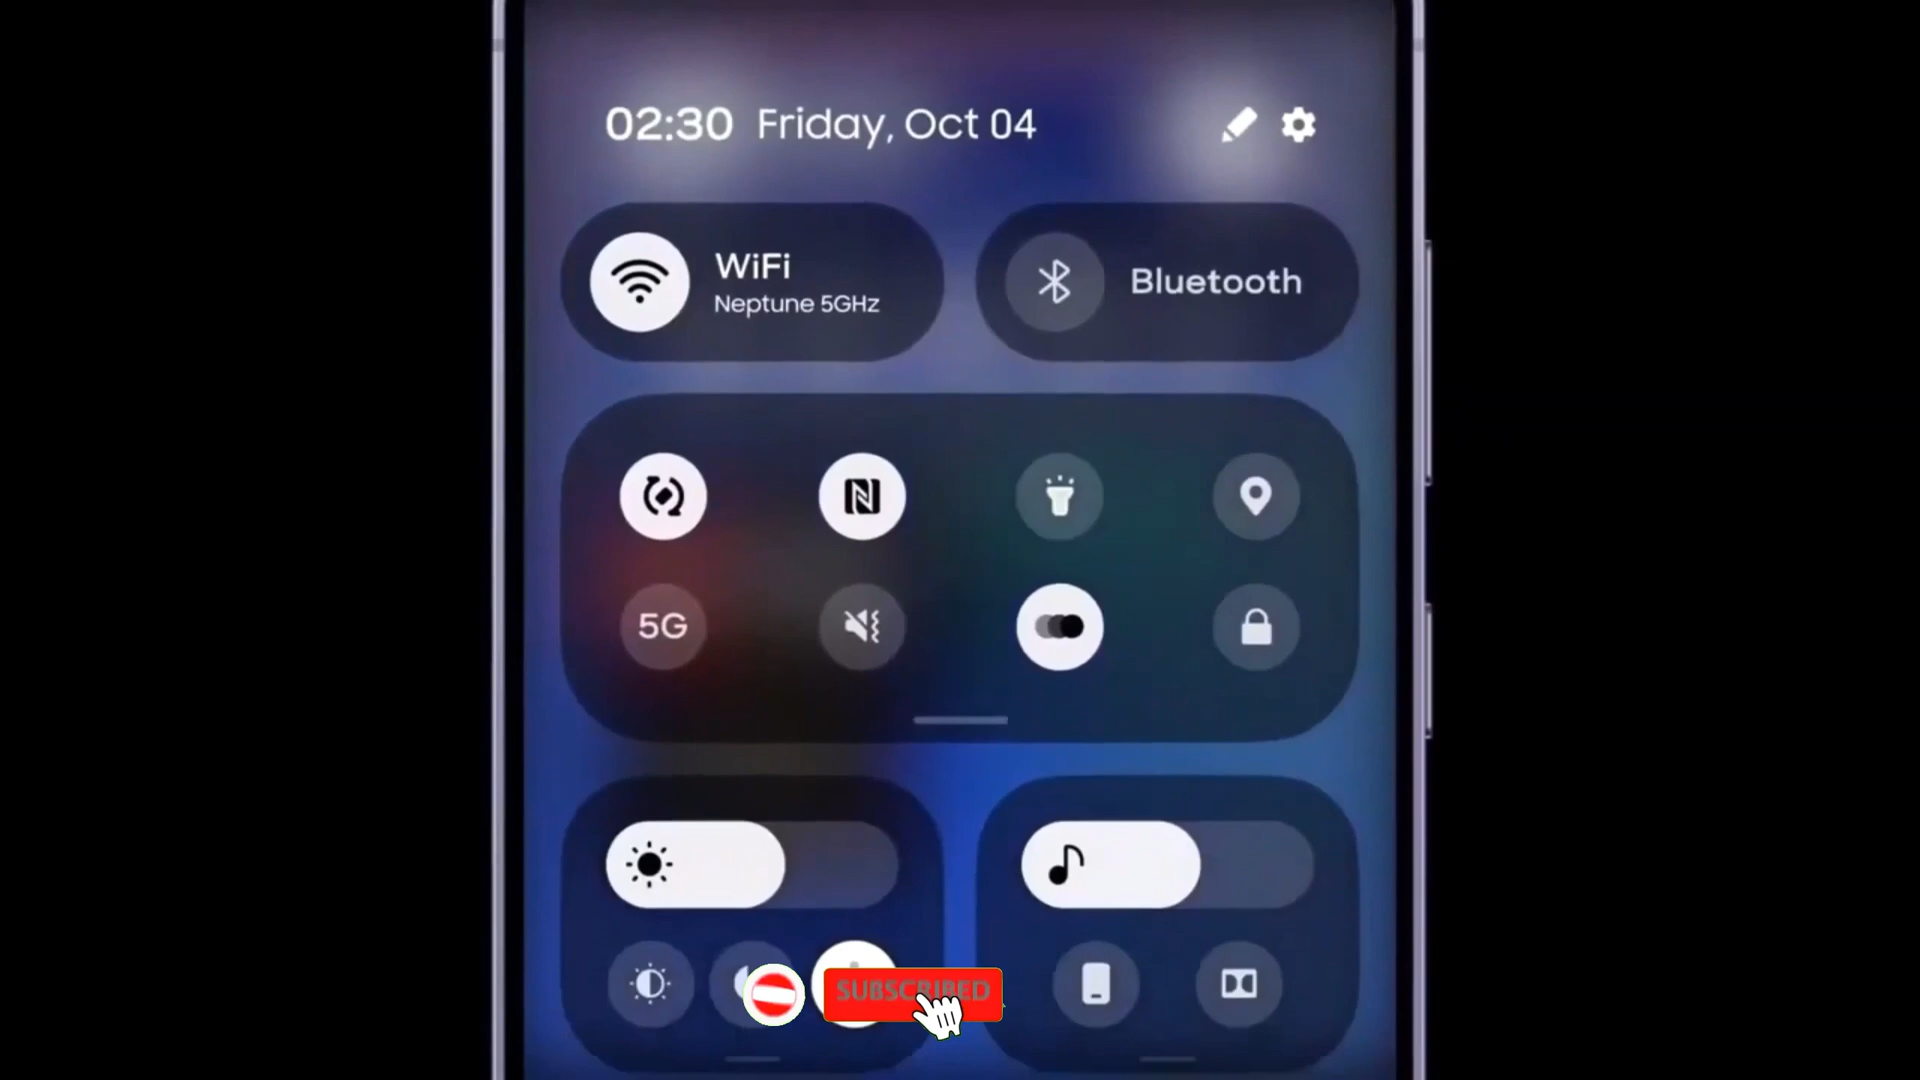 02:30 Friday, Oct 04
WiFi
Neptune 5GHz
Bluetooth
5G
SUBSCRIBED